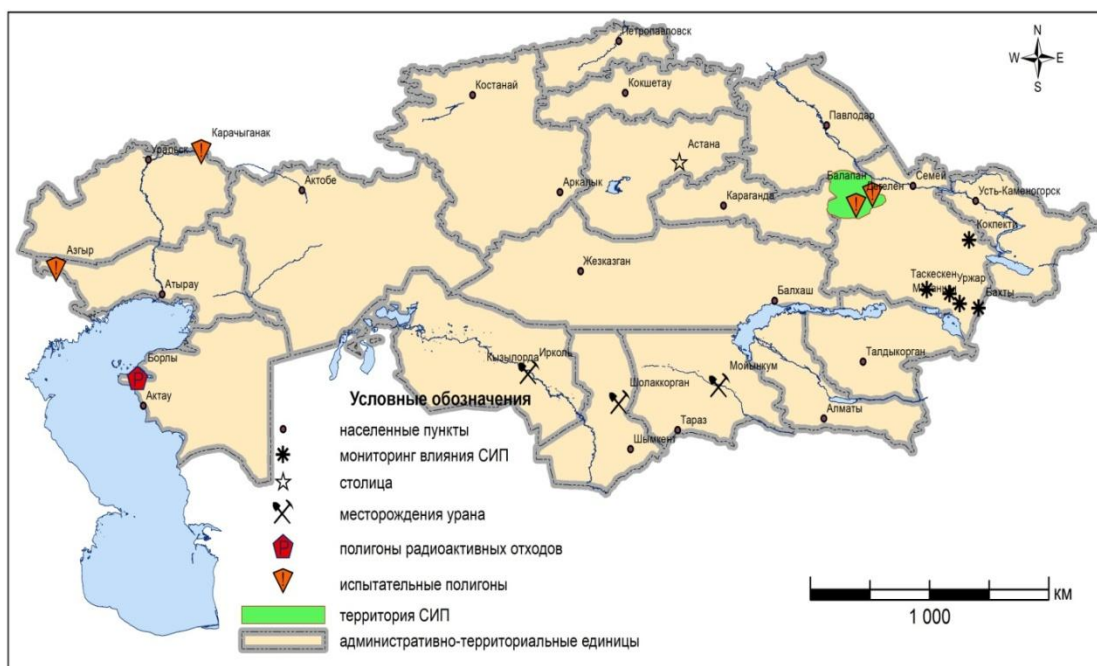 N
W E
S
Петропавловск
Костанай
Кокшетау
Павлодар
Карачыганак
Уральск
Астана
Актобе
Аркалык
Караганда
Балапан
Дегелен
Семей
Усть-Каменогорск
Кокпекти
Азгыр
Атырау
Жезказган
Балхаш
Таскескен
Уржар
Бахты
Борлы
Актау
Кызылорда
Ирколь
Шолаккорган
Мойынкум
Талдыкорган
Алматы
Тараз
Шымкент
Условные обозначения
населенные пункты
мониторинг влияния СИП
столица
месторождения урана
P
полигоны радиоактивных отходов
!
испытательные полигоны
территория СИП
административно-территориальные единицы
КМ
1 000